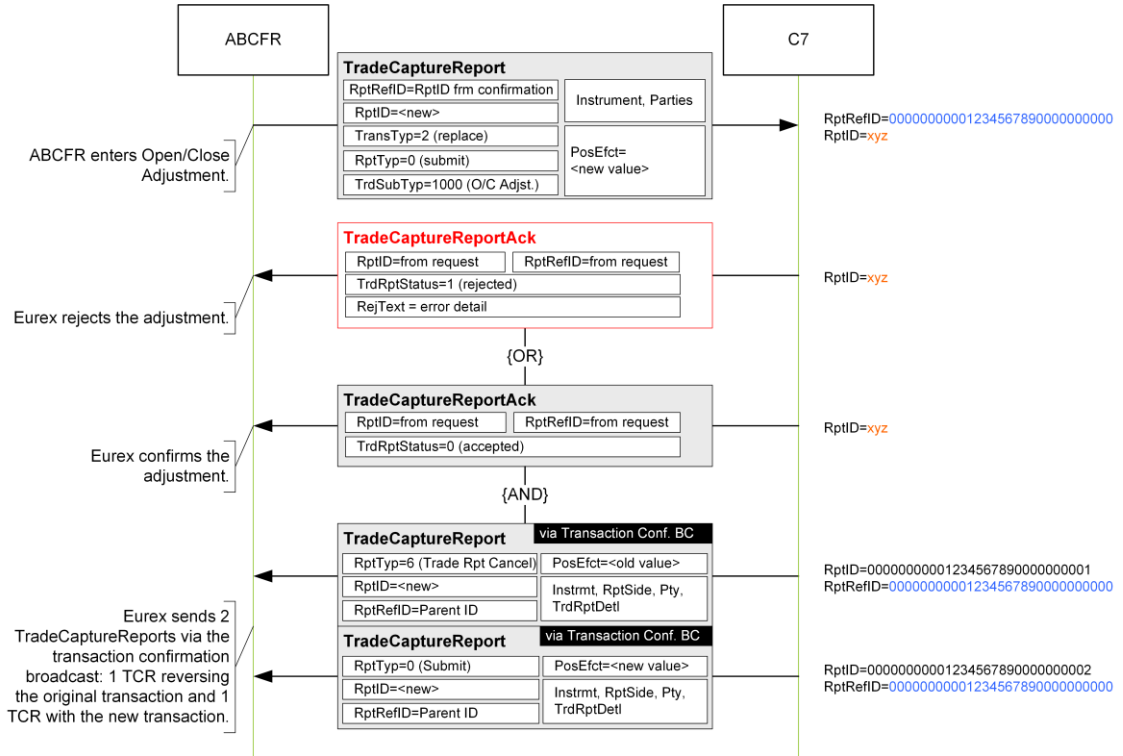 ABCFR
C7
TradeCaptureReport
RptRefID=RptID frm confirmation
RptID=<new>
TransTyp=2 (replace)
RptTyp=0 (submit)
TrdSubTyp=1000 (O/C Adjst.)
Instrument, Parties
PosEfct=
<new value>
RptRefID=0000000000123456789000000000
RptID=xyz
ABCFR enters Open/Close
Adjustment.
TradeCaptureReportAck
RptID=from request
RptRefID=from request
TrdRptStatus=1 (rejected)
RejText = error detail
RptID=xyz
Eurex rejects the adjustment.
{OR}
TradeCaptureReportAck
RptID=from request
RptRefID=from request
TrdRptStatus=0 (accepted)
RptID=xyz
Eurex confirms the
adjustment.
{AND}
TradeCaptureReport
via Transaction Conf. BC
RptTyp=6 (Trade Rpt Cancel)
RptID=<new>
RptRefID=Parent ID
PosEfct=<old value>
Instrmt, RptSide, Pty,
TrdRptDetl
RptID=0000000000123456789000000001
RptRefID=0000000000123456789000000000
Eurex sends 2
TradeCaptureReports via the
transaction confirmation
broadcast: 1 TCR reversing
the original transaction and 1
TCR with the new transaction.
TradeCaptureReport
via Transaction Conf. BC
RptTyp=0 (Submit)
RptID=<new>
RptRefID=Parent ID
PosEfct=<new value>
Instrmt, RptSide, Pty,
TrdRptDetl
RptID=0000000000123456789000000002
RptRefID=0000000000123456789000000000